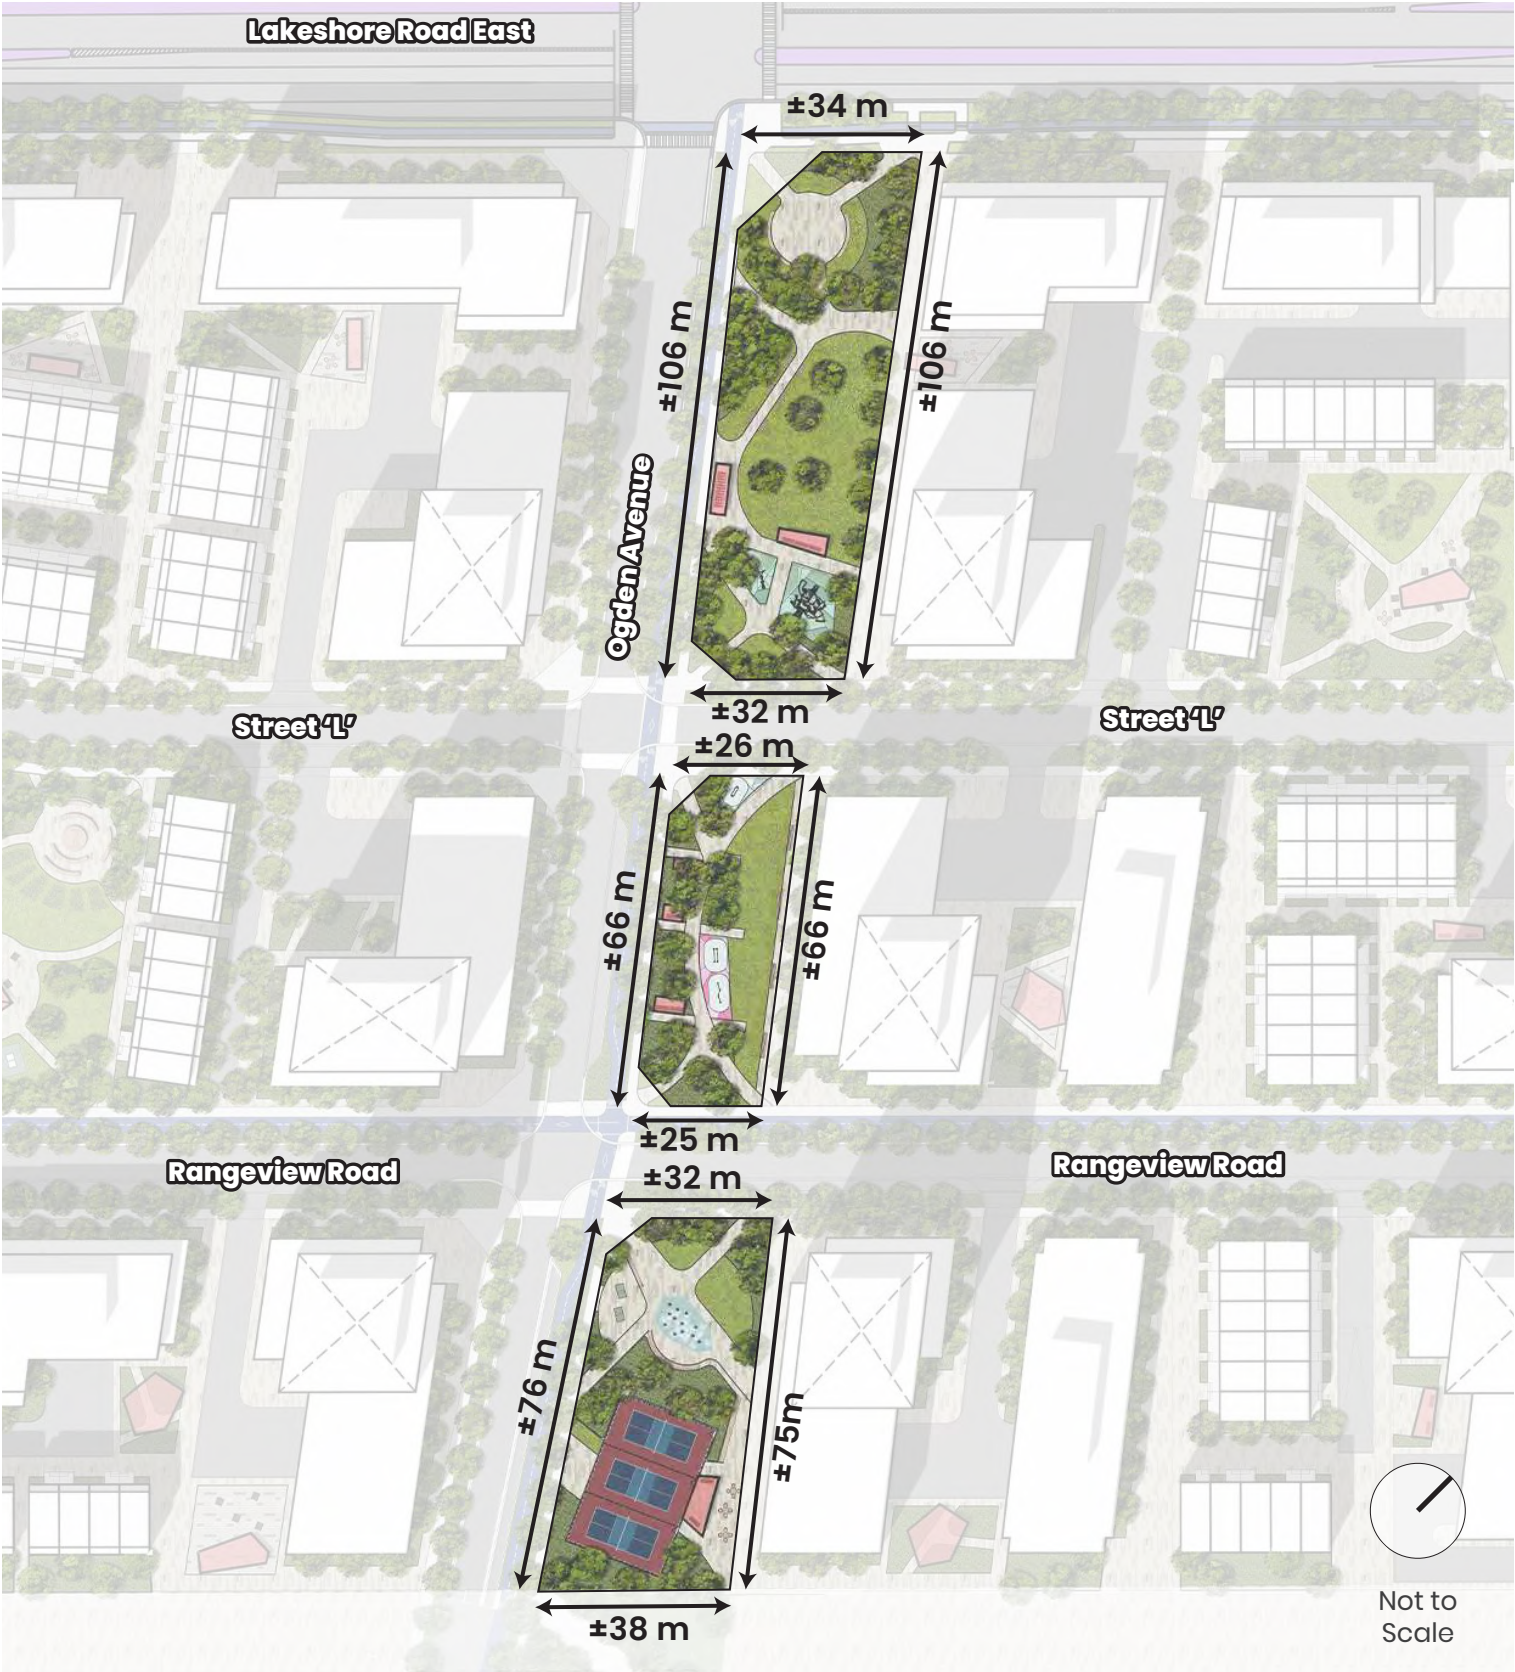 Lakeshore Road East
±34 m
±106 m
±106 m
Ogden Avenue
±32 m
Street ‘L’
Street ‘L’
±26 m
±66 m
±66 m
±25 m
Rangeview Road
Rangeview Road
±32 m
±76 m
±75m
±38 m
Not to
Scale